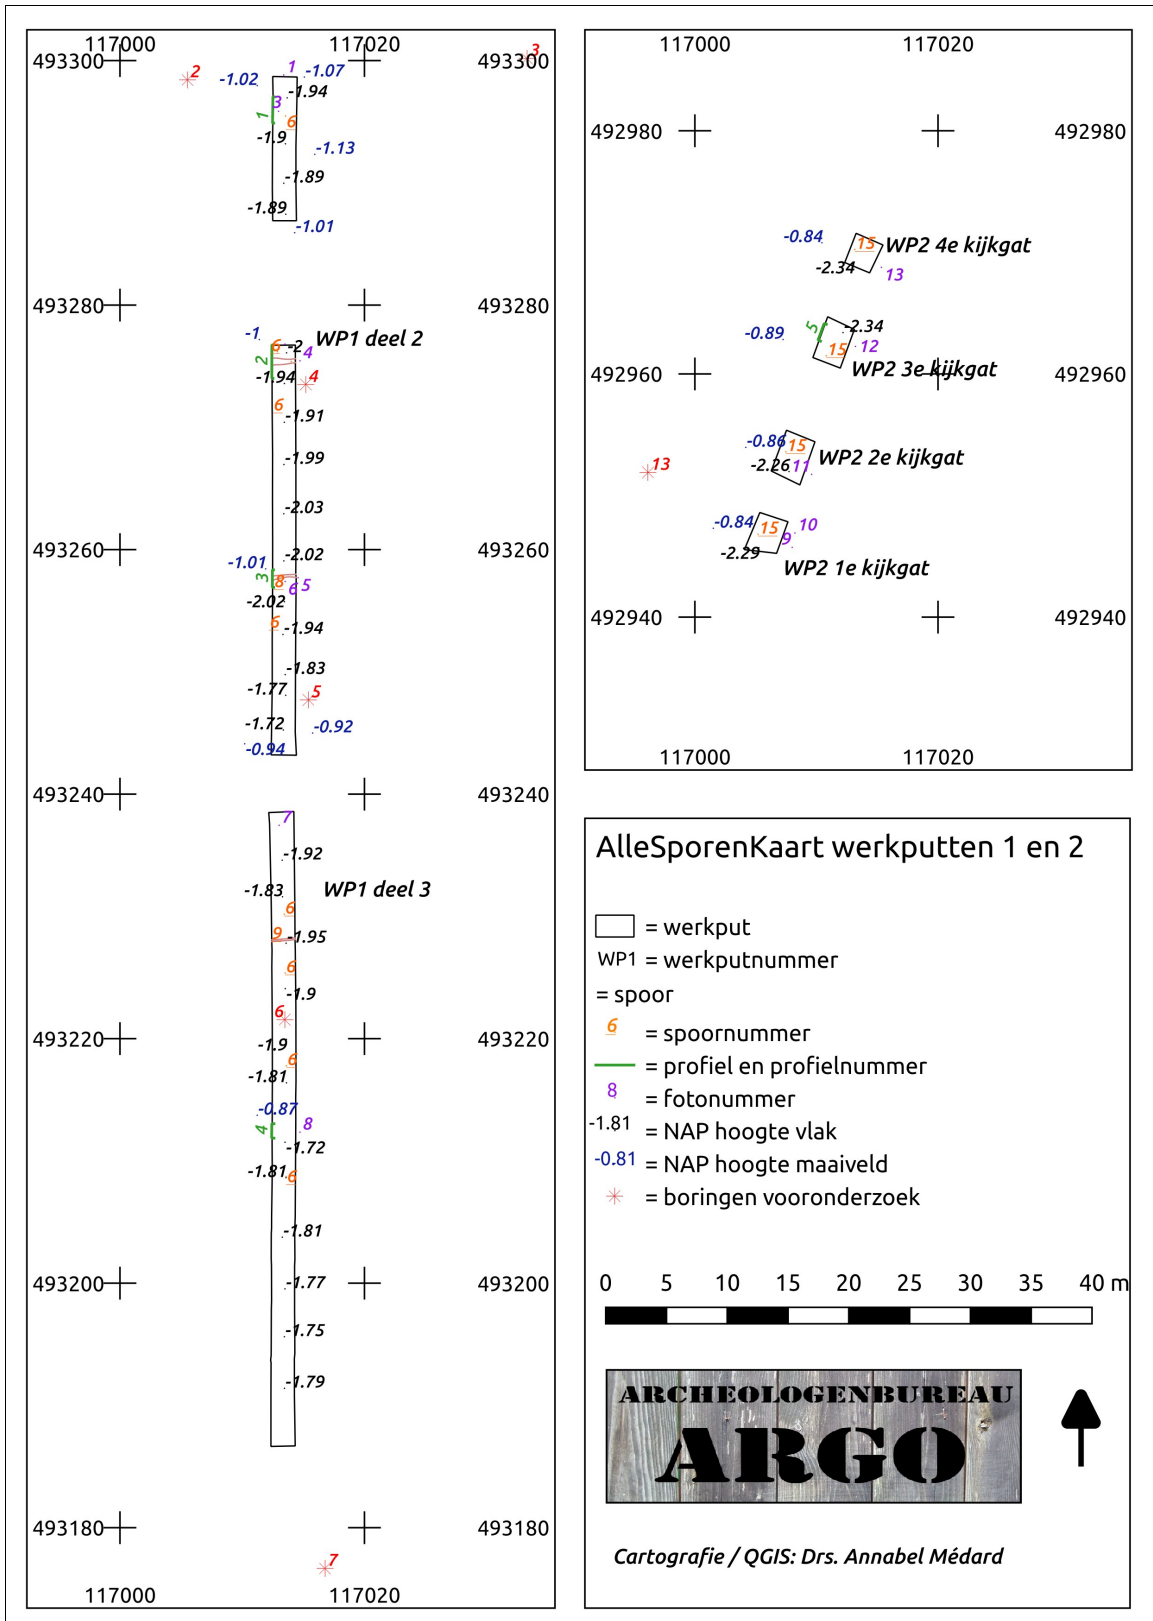 117000 117020
493300 493300
2 3
-1.02 1 -1.07
-1.94
3
1 6
-1.9
-1.13
-1.89
-1.89
-1.01
493280 493280
-1 WP1 deel 2
6 -2 4
2
-1.94 4
6
-1.91
-1.99
-2.03
493260 493260
-2.02
-1.01
3 8 6 5
-2.02
6 -1.94
-1.83
-1.77 5
-1.72 -0.92
-0.94
493240 493240
7
-1.92
-1.83 WP1 deel 3
6
9 -1.95
6
-1.9
6
493220 493220
-1.9
6
-1.81
-0.87
4 8
-1.72
-1.81 6
-1.81
493200 493200
-1.77
-1.75
-1.79
493180 493180
7
117000 117020
117000 117020
492980 492980
-0.84 15 WP2 4e kijkgat
-2.34 13
5 -2.34
-0.89 15 12
WP2 3e kijkgat
492960 492960
-0.86 15
WP2 2e kijkgat
13 -2.26 11
-0.84 15 10
9
-2.29
WP2 1e kijkgat
492940 492940
117000 117020
AlleSporenKaart werkputten 1 en 2
= werkput
WP1 = werkputnummer
= spoor
6 = spoornummer
= profiel en profielnummer
8 = fotonummer
-1.81 = NAP hoogte vlak
-0.81 = NAP hoogte maaiveld
= boringen vooronderzoek
0 5 10 15 20 25 30 35 40 m
ARCHEOLOGENBUREAU
ARGO
Cartografie / QGIS: Drs. Annabel Médard